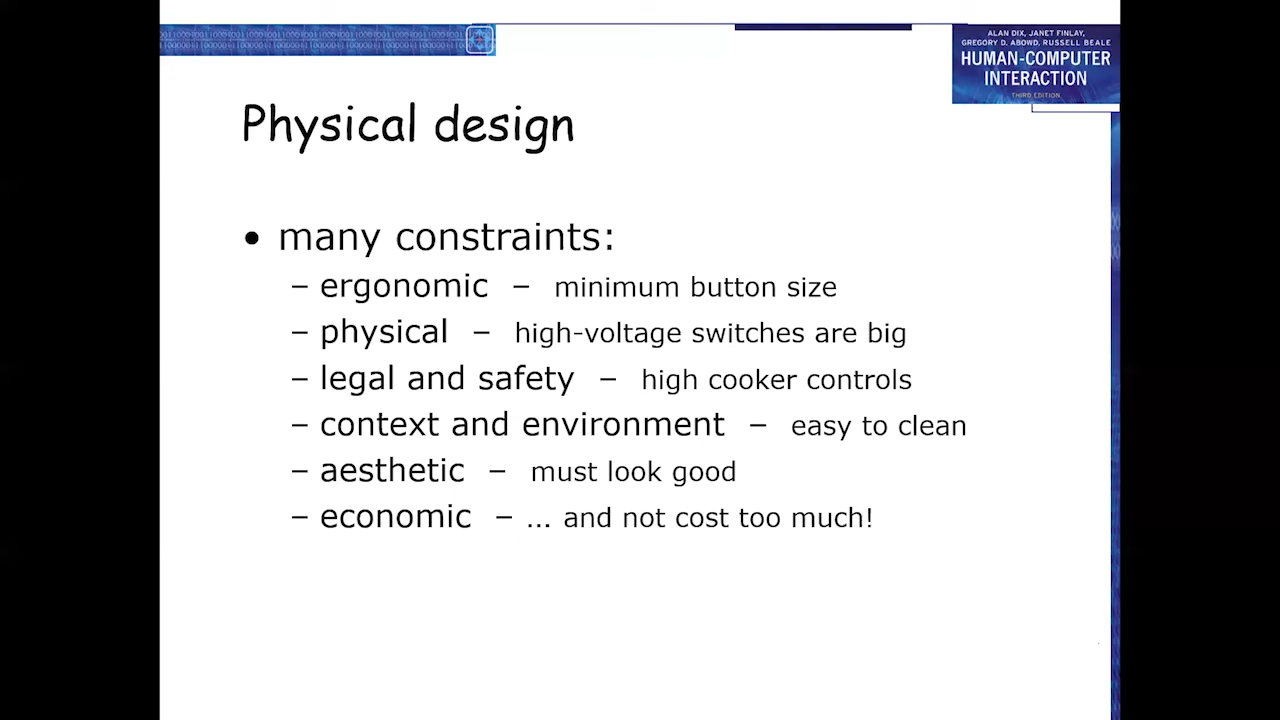 ALAN DIX, JANET FINLAY,
GREGORY D. ABOWD, RUSSELL BEALE
HUMAN-COMPUTER
INTERACTION
THIRD EDITION
Physical design
• many constraints:
– ergonomic – minimum button size
– physical – high-voltage switches are big
– legal and safety – high cooker controls
– context and environment – easy to clean
– aesthetic – must look good
– economic – ... and not cost too much!